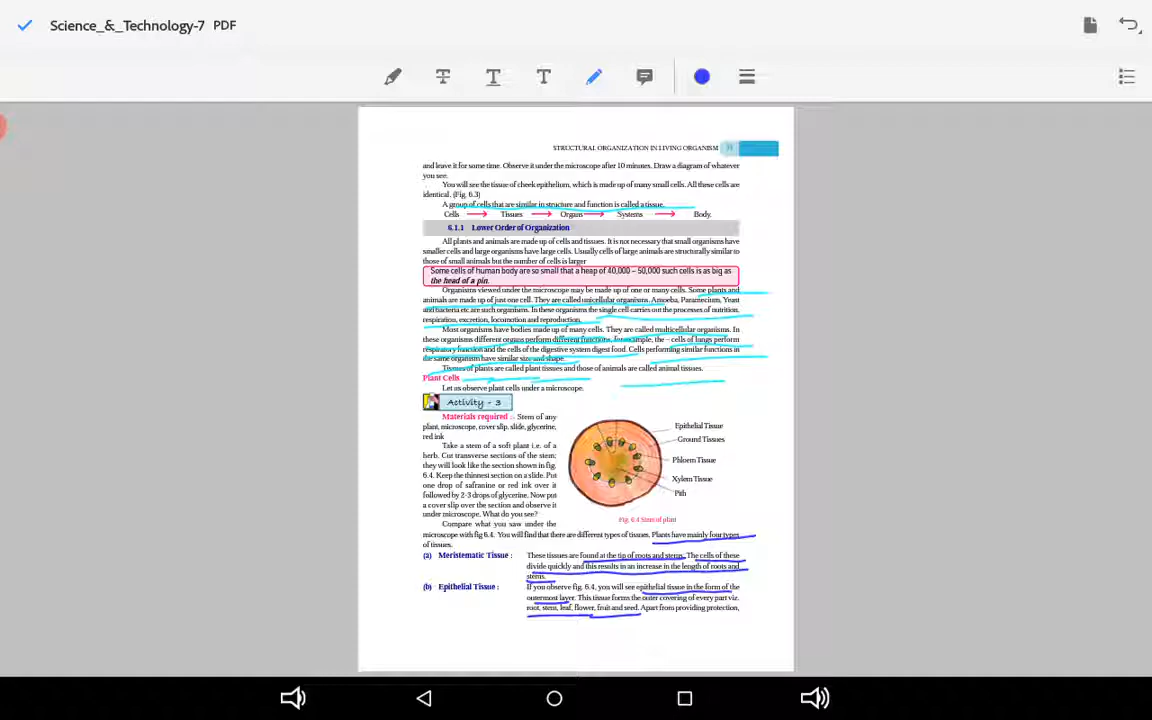 Science_&_Technology-7 PDF
STRUCTURAL ORGANIZATION IN LIVING ORGANISM
and leave it for some time. Observe it under the microscope after 10 minutes. Draw a diagram of whatever
you see.
You will see the tissue of cheek epithelium, which is made up of many small cells. All these cells are
identical. (Fig. 6.3)
A group of cells that are similar in structure and function is called a tissue.
Cells Tissues Organs Systems Body.
6.1.1 Lower Order of Organization
All plants and animals are made up of cells and tissues. It is not necessary that small organisms have
smaller cells and large organisms have large cells. Usually cells of large animals are structurally similar to
those of small animals but the number of cells is larger
Some cells of human body are so small that a heap of 40,000 – 50,000 such cells is as big as
the head of a pin.
Organisms viewed under the microscope may be made up of one or many cells. Some plants and
animals are made up of just one cell. They are called unicellular organisms. Amoeba, Paramecium, Yeast
and bacteria etc are such organisms. In these organisms the single cell carries out the processes of nutrition,
respiration, excretion, locomotion and reproduction.
Most organisms have bodies made up of many cells. They are called multicellular organisms. In
these organisms different organs perform different functions, for example, the – cells of lungs perform
respiratory function and the cells of the digestive system digest food. Cells performing similar functions in
the same organism have similar size and shape.
Tissues of plants are called plant tissues and those of animals are called animal tissues.
Plant Cells
Let us observe plant cells under a microscope.
Activity - 3
Materials required :- Stem of any
plant, microscope, cover slip, slide, glycerine,
red ink
Take a stem of a soft plant i.e. of a
herb. Cut transverse sections of the stem;
they will look like the section shown in fig.
6.4. Keep the thinnest section on a slide. Put
one drop of safranine or red ink over it
followed by 2-3 drops of glycerine. Now put
a cover slip over the section and observe it
under microscope. What do you see?
Compare what you saw under the
microscope with fig 6.4. You will find that there are different types of tissues. Plants have mainly four types
of tissues.
Epithelial Tissue
Ground Tissues
Phloem Tissue
Xylem Tissue
Pith
Fig. 6.4 Stem of plant
(a) Meristematic Tissue : These tissues are found at the tip of roots and stems. The cells of these
divide quickly and this results in an increase in the length of roots and
stems.
(b) Epithelial Tissue : If you observe fig. 6.4, you will see epithelial tissue in the form of the
outermost layer. This tissue forms the outer covering of every part viz.
root, stem, leaf, flower, fruit and seed. Apart from providing protection,